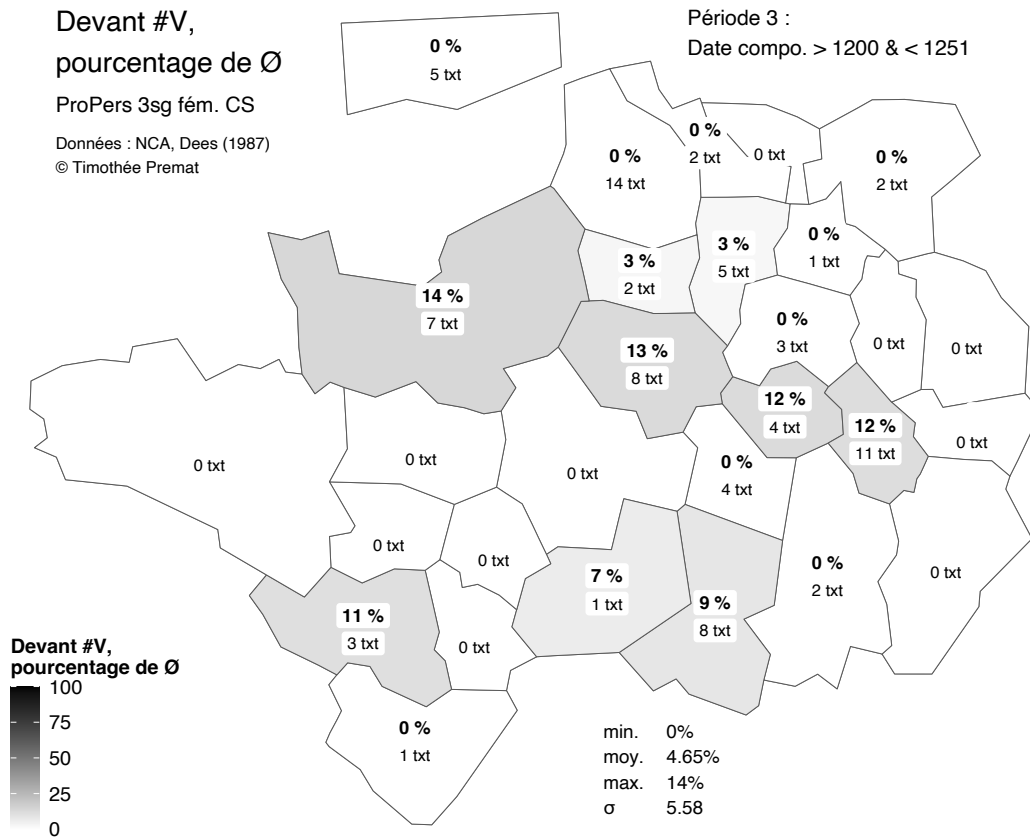 Devant #V,
pourcentage de Ø
ProPers 3sg fém. CS
Données : NCA, Dees (1987)
© Timothée Premat
Période 3 :
Date compo. > 1200 & < 1251
0 %
5 txt
0 %
14 txt
0 %
2 txt
0 txt
0 %
2 txt
3 %
2 txt
3 %
5 txt
0 %
1 txt
14 %
7 txt
0 %
3 txt
0 txt
0 txt
13 %
8 txt
12 %
4 txt
12 %
11 txt
0 txt
0 txt
0 txt
0 txt
0 %
4 txt
0 txt
0 txt
7 %
1 txt
9 %
8 txt
0 %
2 txt
0 txt
11 %
3 txt
0 txt
0 %
1 txt
Devant #V,
pourcentage de Ø
100
75
50
25
0
min. 0%
moy. 4.65%
max. 14%
σ 5.58